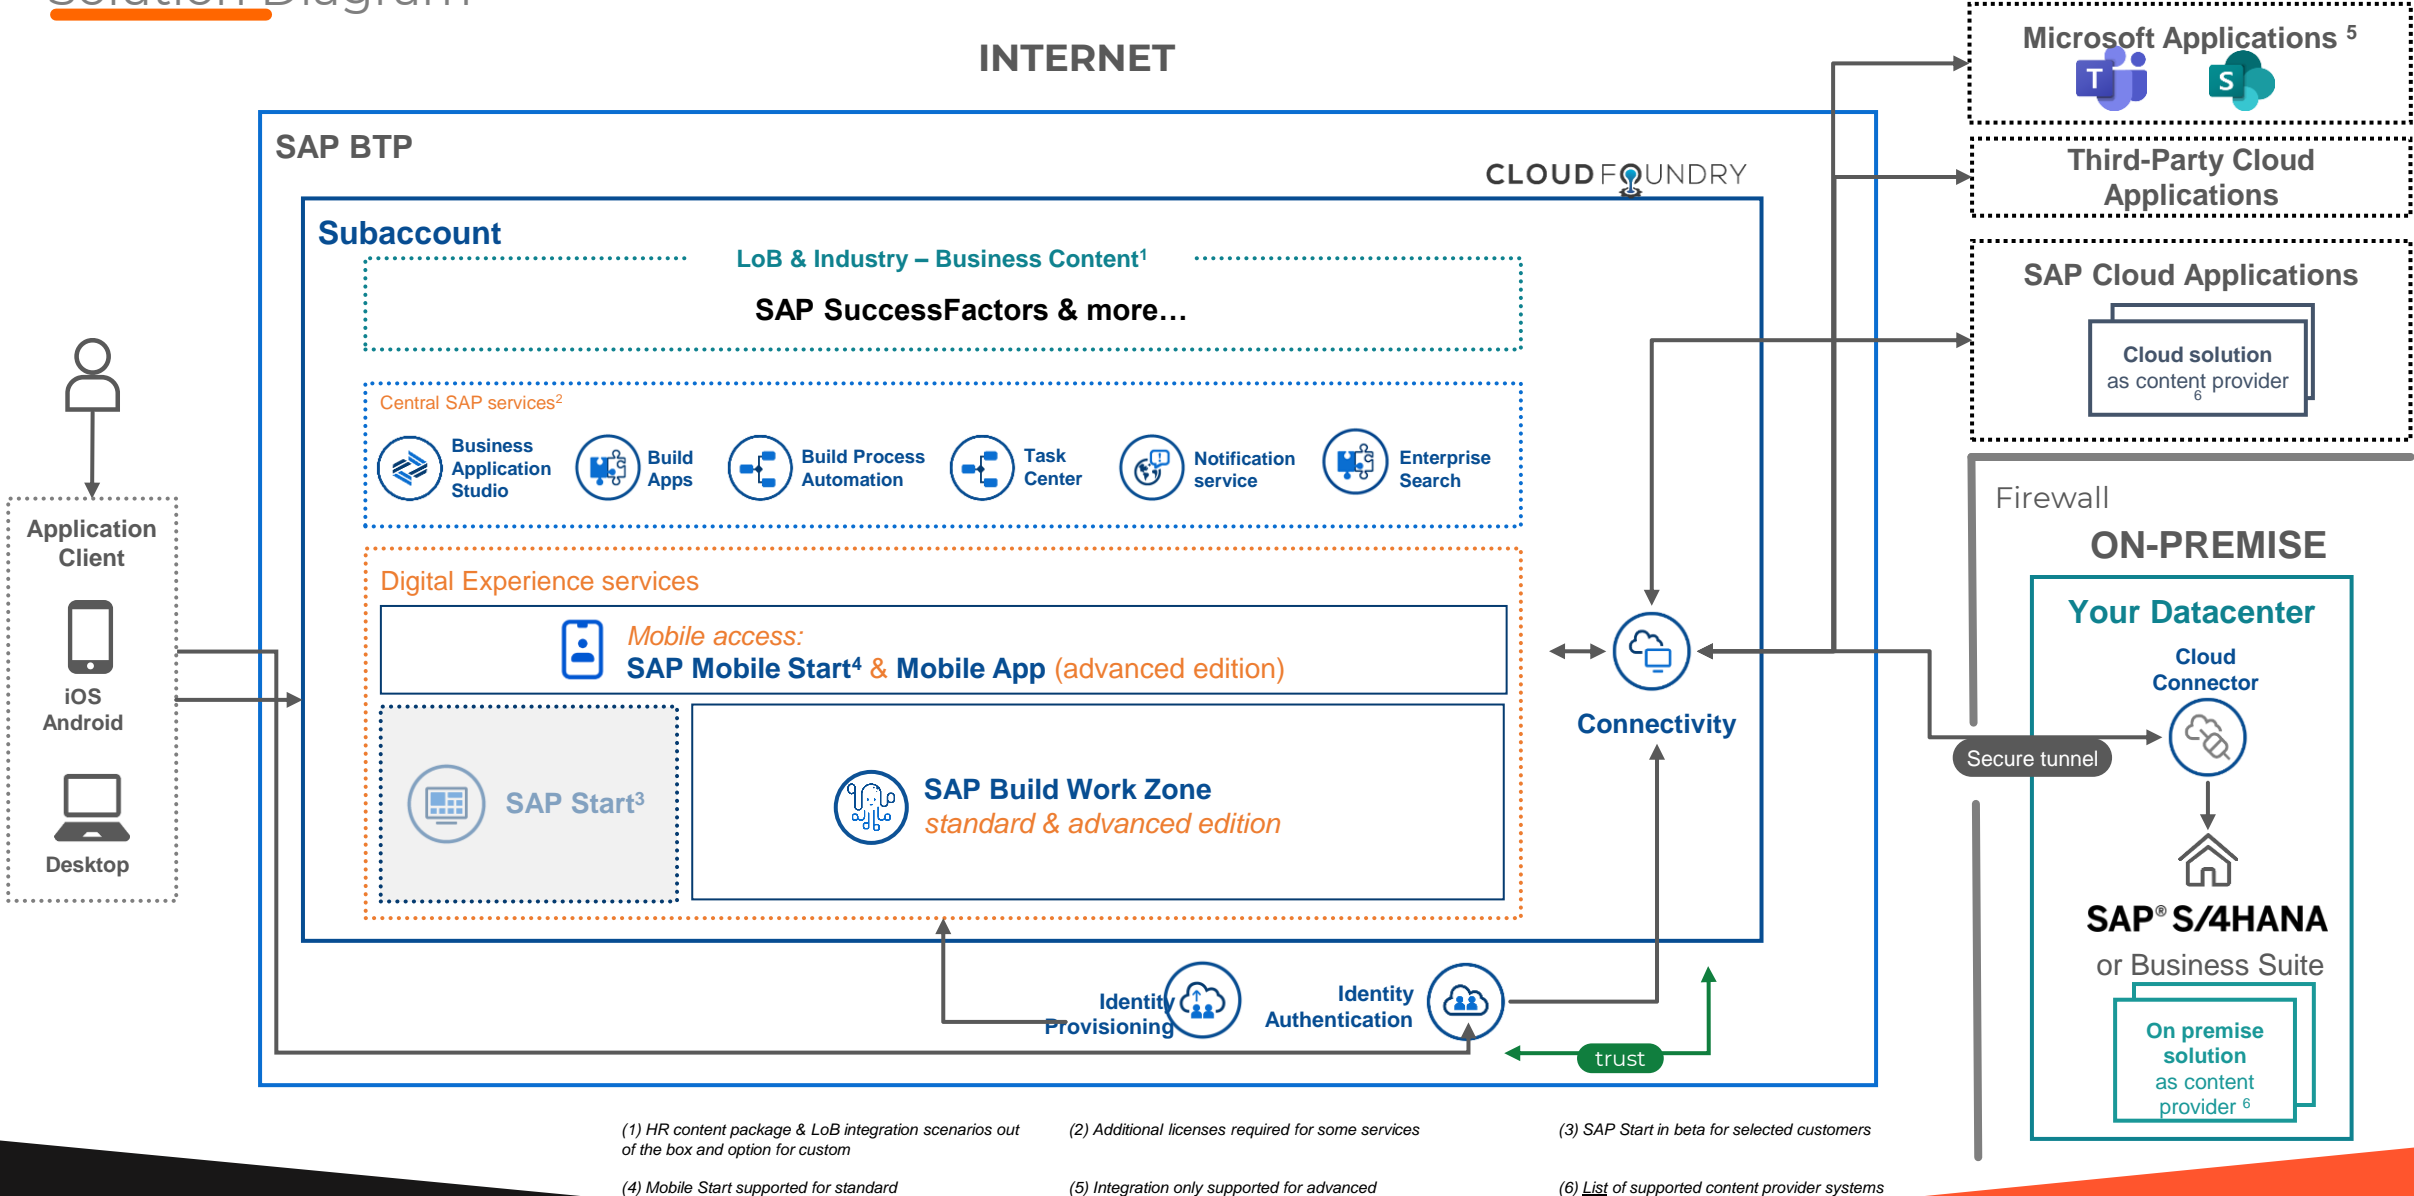 Solution Diagram
INTERNET
Microsoft Applications 5
T
S
Third-Party Cloud
Applications
SAP BTP
CLOUD FOUNDRY
Subaccount
LoB & Industry – Business Content1
SAP SuccessFactors & more…
SAP Cloud Applications
Cloud solution
as content provider
6
Central SAP services2
Business
Application
Studio
Build
Apps
Build Process
Automation
Task
Center
Notification
service
Enterprise
Search
Firewall
ON-PREMISE
Application
Client
iOS
Android
Desktop
Digital Experience services
Mobile access:
SAP Mobile Start4 & Mobile App (advanced edition)
SAP Start3
SAP Build Work Zone
standard & advanced edition
Connectivity
Your Datacenter
Cloud
Connector
Secure tunnel
SAP® S/4HANA
or Business Suite
On premise
solution
as content
provider 6
Identity
Provisioning
Identity
Authentication
trust
(1) HR content package & LoB integration scenarios out
of the box and option for custom
(2) Additional licenses required for some services
(3) SAP Start in beta for selected customers
(4) Mobile Start supported for standard
(5) Integration only supported for advanced
(6) List of supported content provider systems